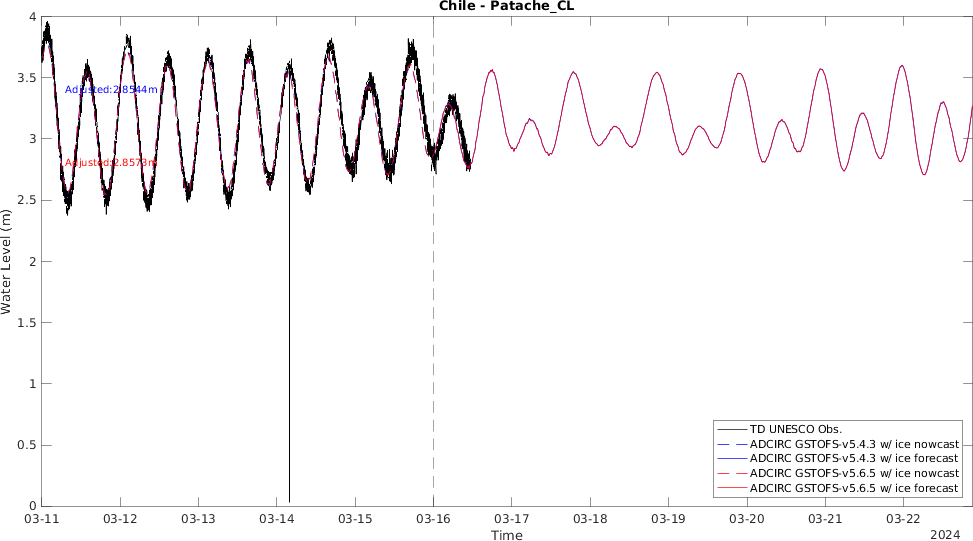 Chile - Patache_CL
4
3.5
3
2.5
2
1.5
1
0.5
0
Water Level (m)
Adjusted:2.8544m
Adjusted:2.8573m
TD UNESCO Obs.
ADCIRC GSTOFS-v5.4.3 w/ ice nowcast
ADCIRC GSTOFS-v5.4.3 w/ ice forecast
ADCIRC GSTOFS-v5.6.5 w/ ice nowcast
ADCIRC GSTOFS-v5.6.5 w/ ice forecast
03-11 03-12 03-13 03-14 03-15 03-16 03-17 03-18 03-19 03-20 03-21 03-22
Time
2024